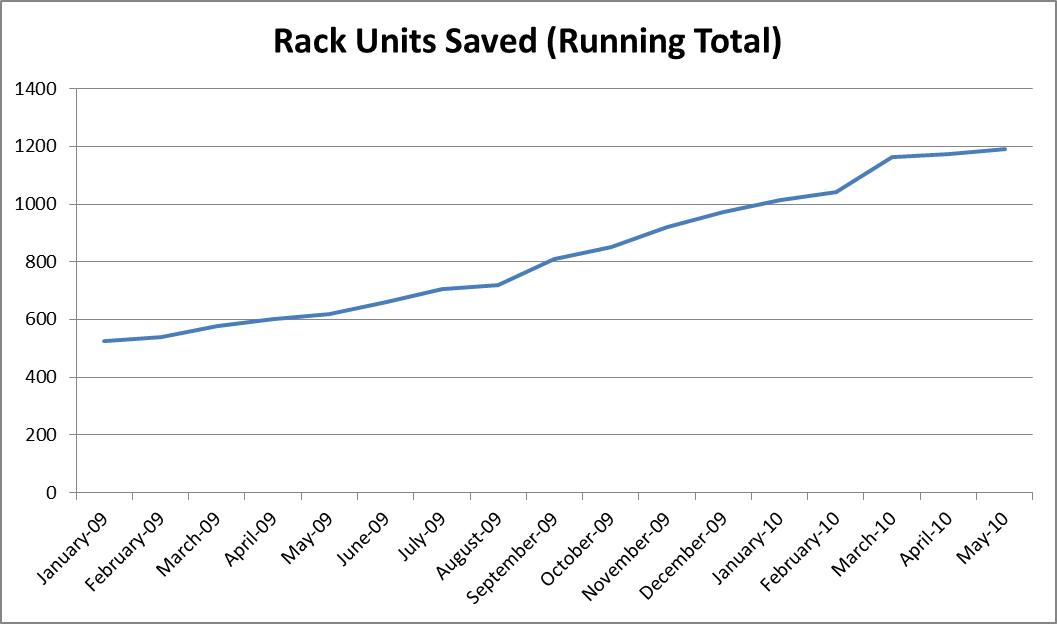 Rack Units Saved (Running Total)
1400
1200
1000
800
600
400
200
0
January-09
February-09
March-09
April-09
May-09
June-09
July-09
August-09
September-09
October-09
November-09
December-09
January-10
February-10
March-10
April-10
May-10